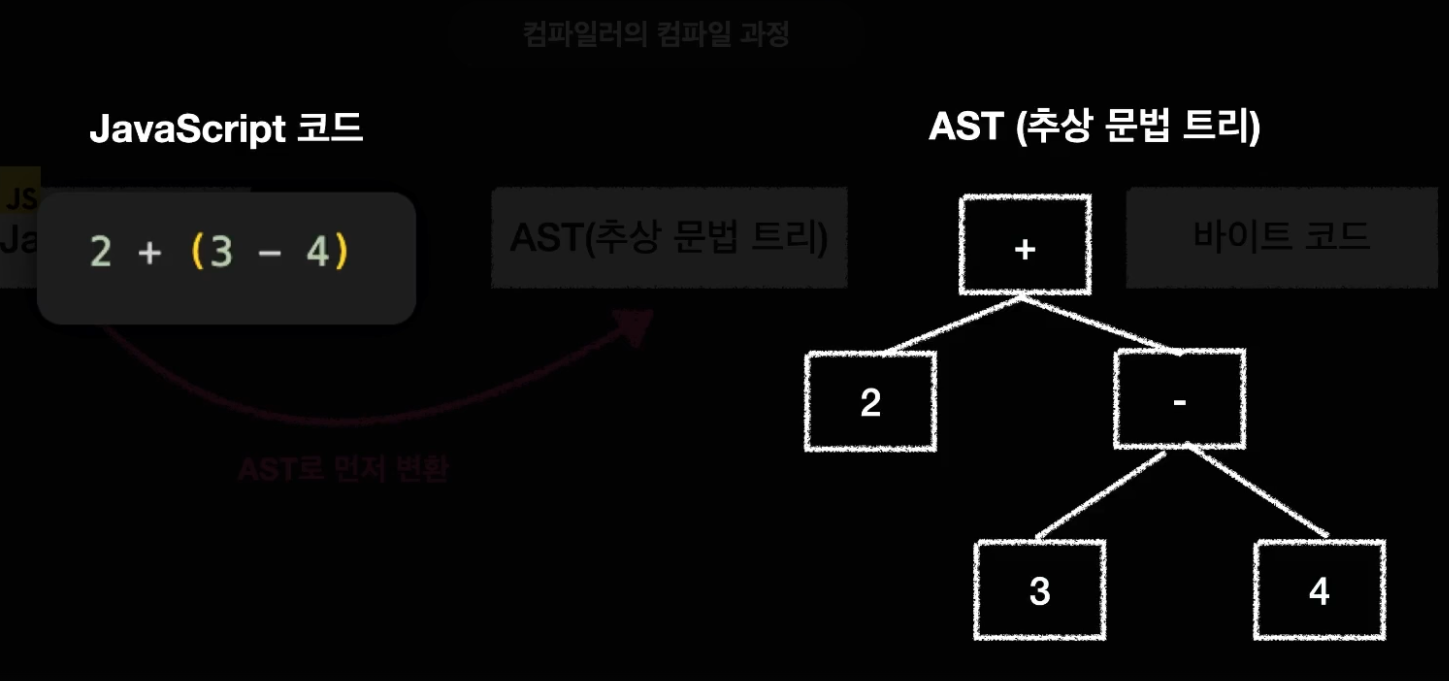 컴파일러의 컴파일 과정
JavaScript 코드
AST (추상 문법 트리)
JS
Ja
2 + (3 - 4)
AST(추상 문법 트리)
+
바이트 코드
2
-
AST로 먼저 변환
3
4